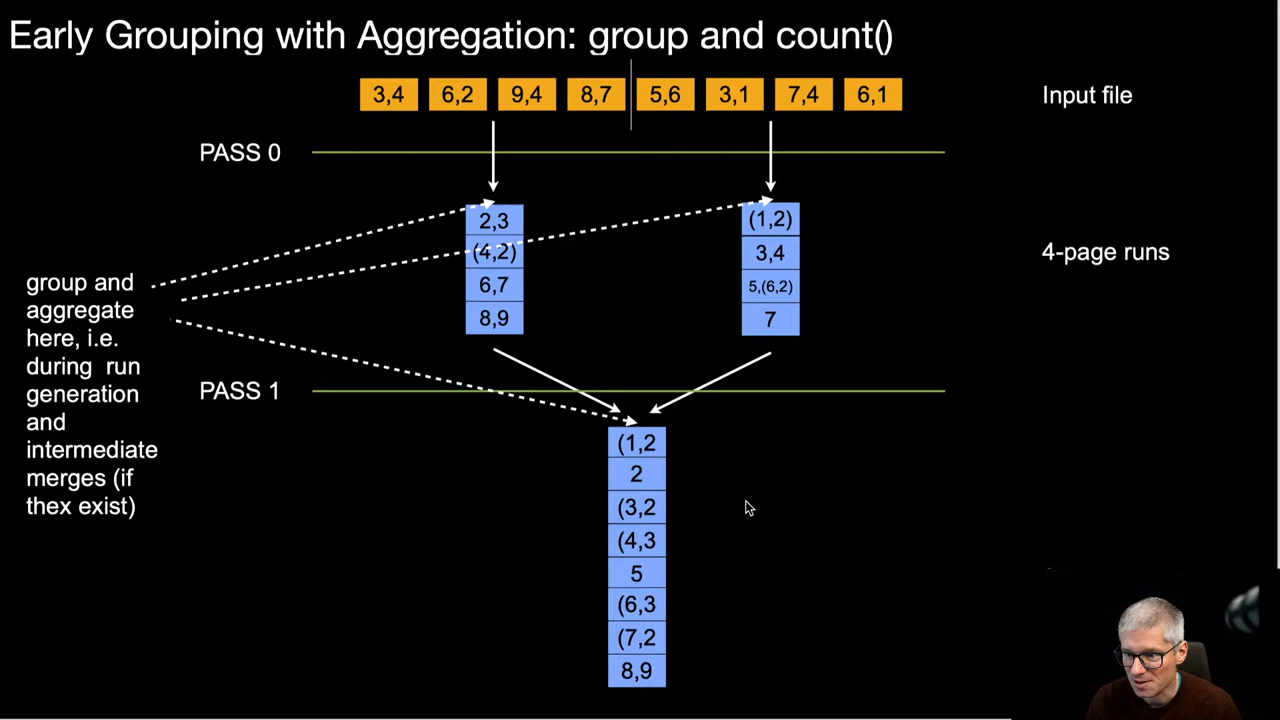 Early Grouping with Aggregation: group and count()
3,4 6,2 9,4 8,7 5,6 3,1 7,4 6,1 Input file
PASS 0
2,3
(4,2)
6,7
8,9
(1,2)
3,4
5,(6,2)
7
4-page runs
group and
aggregate
here, i.e.
during run
generation
and
intermediate
merges (if
thex exist)
PASS 1
(1,2
2
(3,2
(4,3
5
(6,3
(7,2
8,9